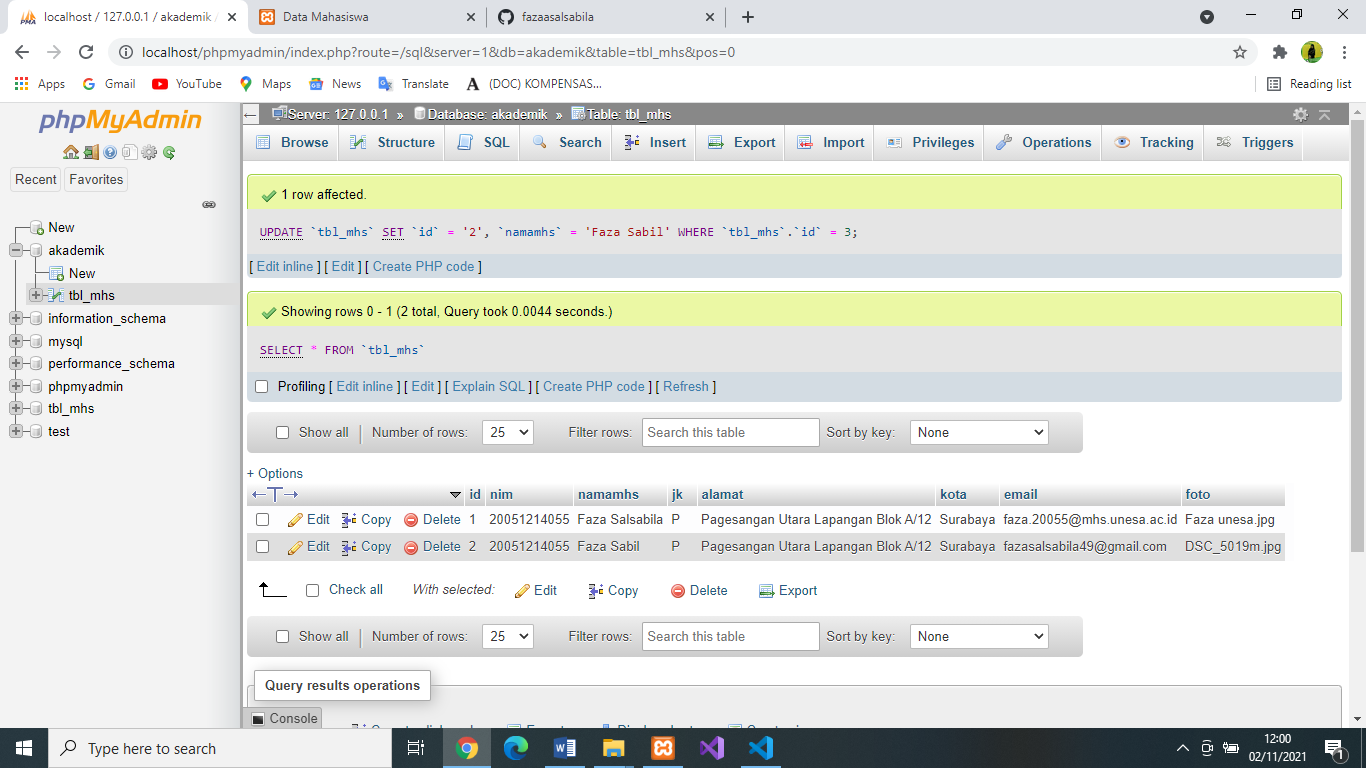 localhost / 127.0.0.1 / akademik /
Data Mahasiswa
fazaasalsabila
localhost/phpmyadmin/index.php?route=/sql&server=1&db=akademik&table=tbl_mhs&pos=0
Apps Gmail YouTube Maps News Translate (DOC) KOMPENSAS... Reading list
phpMyAdmin
Recent Favorites
New
akademik
New
tbl_mhs
information_schema
mysql
performance_schema
phpmyadmin
tbl_mhs
test
Server: 127.0.0.1 » Database: akademik » Table: tbl_mhs
Browse Structure SQL Search Insert Export Import Privileges Operations Tracking Triggers
1 row affected.
UPDATE `tbl_mhs` SET `id` = '2', `namamhs` = 'Faza Sabil' WHERE `tbl_mhs`.`id` = 3;
[ Edit inline ] [ Edit ] [ Create PHP code ]
Showing rows 0 - 1 (2 total, Query took 0.0044 seconds.)
SELECT * FROM `tbl_mhs`
Profiling [ Edit inline ] [ Edit ] [ Explain SQL ] [ Create PHP code ] [ Refresh ]
Show all Number of rows: 25 Filter rows: Search this table Sort by key: None
+ Options
id nim namamhs jk alamat kota email foto
Edit Copy Delete 1 20051214055 Faza Salsabila P Pagesangan Utara Lapangan Blok A/12 Surabaya faza.20055@mhs.unesa.ac.id Faza unesa.jpg
Edit Copy Delete 2 20051214055 Faza Sabil P Pagesangan Utara Lapangan Blok A/12 Surabaya fazasalsabila49@gmail.com DSC_5019m.jpg
Check all With selected: Edit Copy Delete Export
Show all Number of rows: 25 Filter rows: Search this table Sort by key: None
Query results operations
Console
Type here to search
12:00
02/11/2021
1